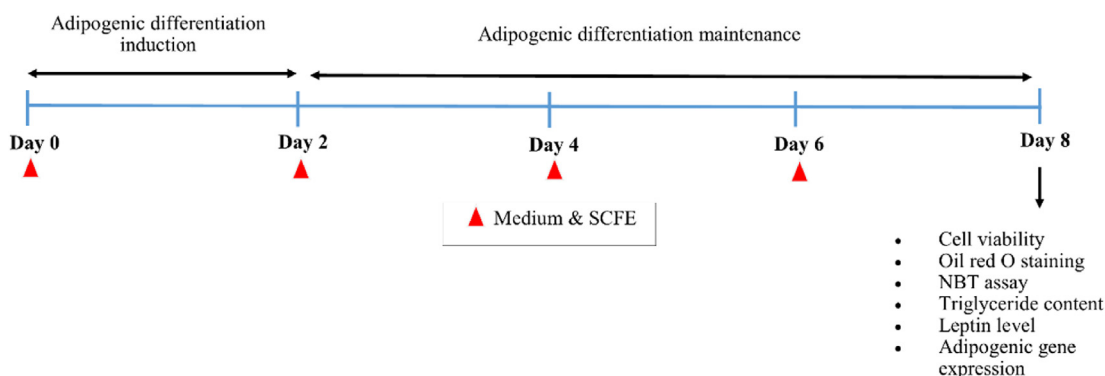 Adipogenic differentiation
induction
Adipogenic differentiation maintenance
Day 0
Day 2
Day 4
Day 6
Day 8
Medium & SCFE
• Cell viability
• Oil red O staining
• NBT assay
• Triglyceride content
• Leptin level
• Adipogenic gene
expression